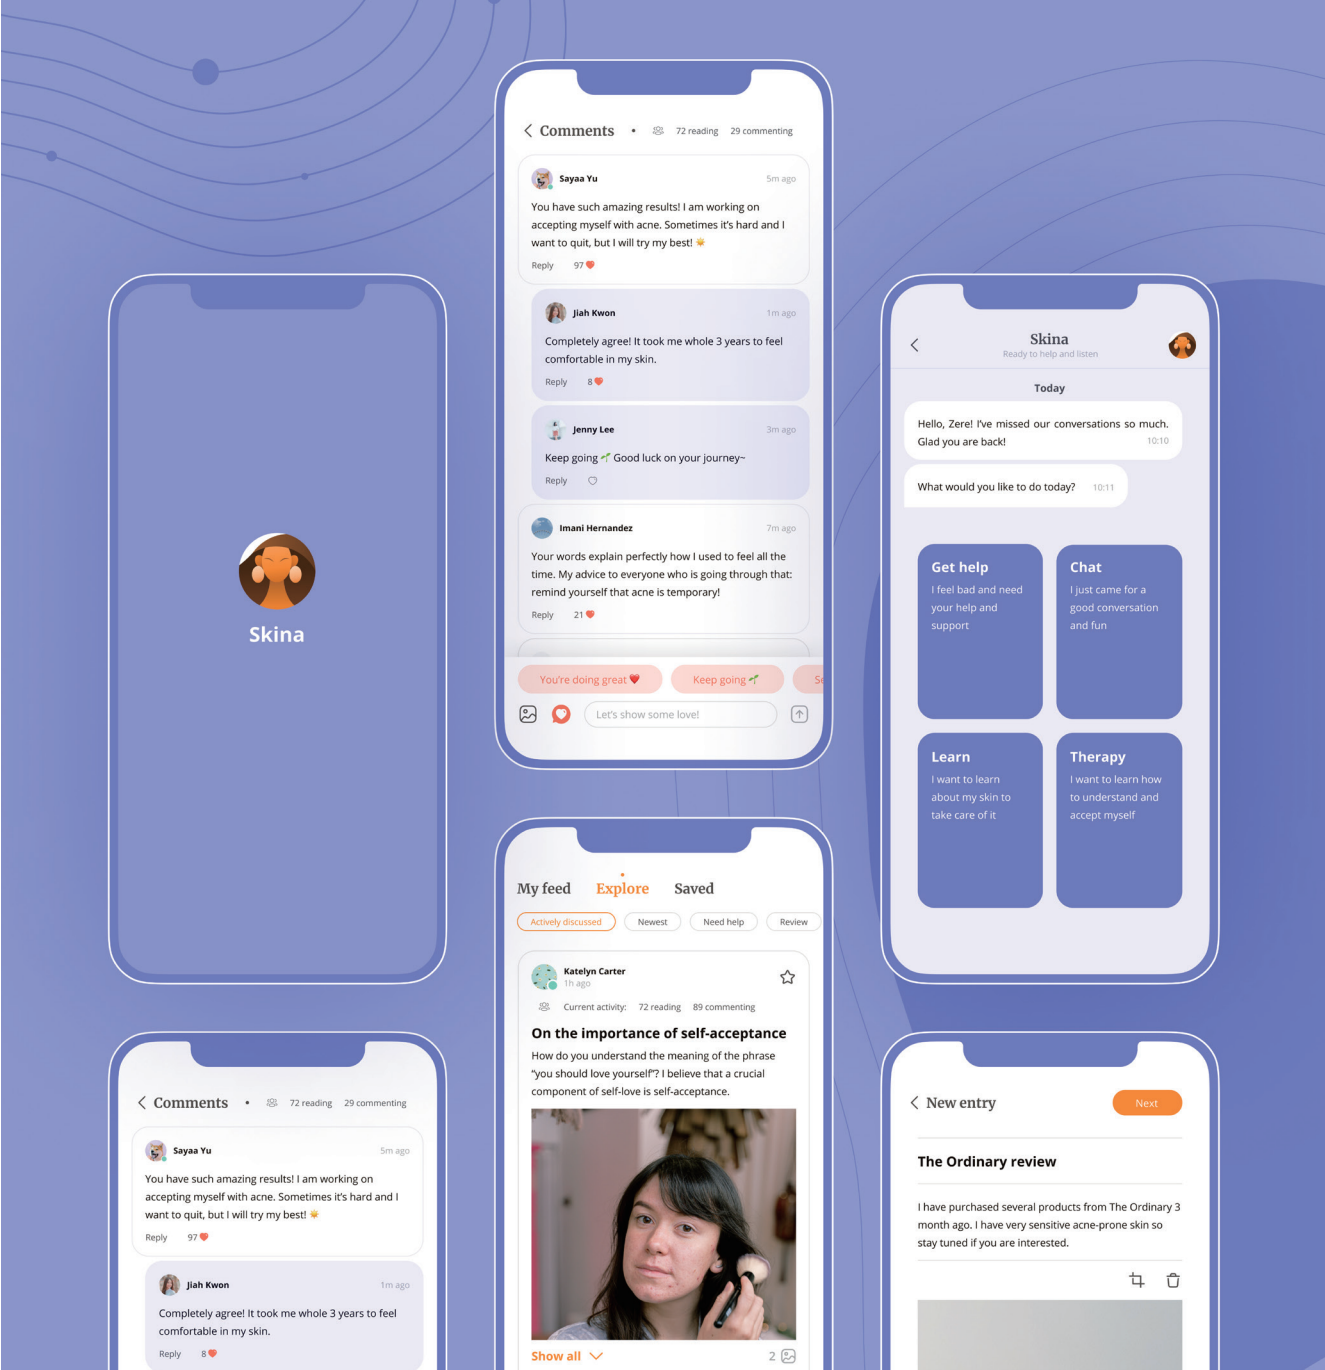 Skina
Comments • 72 reading 29 commenting
Sayaa Yu 5m ago
You have such amazing results! I am working on
accepting myself with acne. Sometimes it's hard and I
want to quit, but I will try my best!
Reply 97
Jiah Kwon 1m ago
Completely agree! It took me whole 3 years to feel
comfortable in my skin.
Reply 8
Jenny Lee 3m ago
Keep going Good luck on your journey~
Reply
Imani Hernandez 7m ago
Your words explain perfectly how I used to feel all the
time. My advice to everyone who is going through that:
remind yourself that acne is temporary!
Reply 21
You're doing great Keep going Se
Let's show some love!
Skina
Ready to help and listen
Today
Hello, Zere! I've missed our conversations so much.
Glad you are back! 10:10
What would you like to do today? 10:11
Get help
I feel bad and need
your help and
support
Chat
I just came for a
good conversation
and fun
Learn
I want to learn
about my skin to
take care of it
Therapy
I want to learn how
to understand and
accept myself
Comments • 72 reading 29 commenting
Sayaa Yu 5m ago
You have such amazing results! I am working on
accepting myself with acne. Sometimes it's hard and I
want to quit, but I will try my best!
Reply 97
Jiah Kwon 1m ago
Completely agree! It took me whole 3 years to feel
comfortable in my skin.
Reply 8
My feed Explore Saved
Actively discussed Newest Need help Review
Katelyn Carter
1h ago
Current activity: 72 reading 89 commenting
On the importance of self-acceptance
How do you understand the meaning of the phrase
"you should love yourself"? I believe that a crucial
component of self-love is self-acceptance.
Show all 2
New entry Next
The Ordinary review
I have purchased several products from The Ordinary 3
month ago. I have very sensitive acne-prone skin so
stay tuned if you are interested.